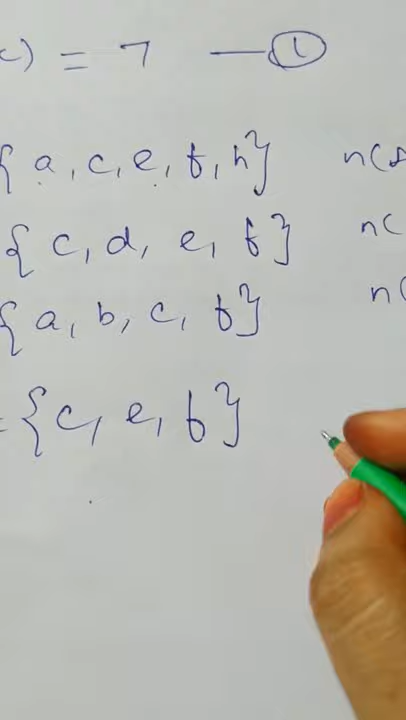 c) = 7 — 1
{a, c, e, f, h} n(A
{c, d, e, f} n(
{a, b, c, f} n(
= {c, e, f}